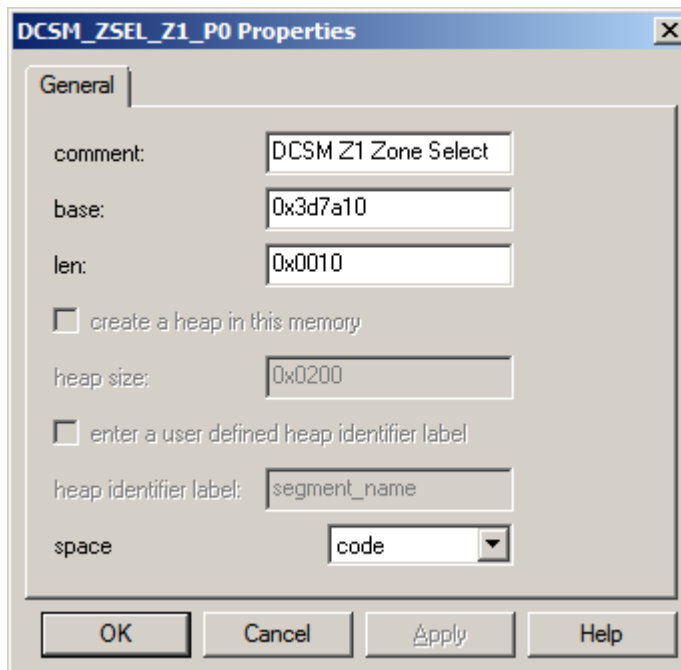 DCSM_ZSEL_Z1_P0 Properties
General
comment: DCSM Z1 Zone Select
base: 0x3d7a10
len: 0x0010
create a heap in this memory
heap size: 0x0200
enter a user defined heap identifier label
heap identifier label: segment_name
space code
OK Cancel Apply Help